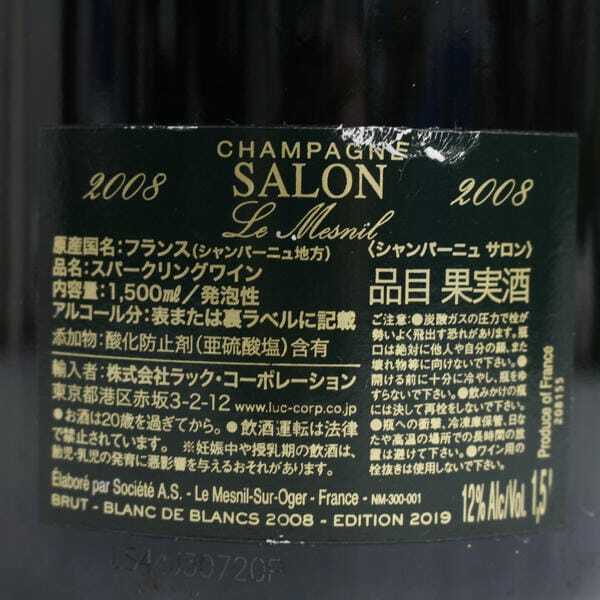 CHAMPAGNE
2008 SALON 2008
Le Mesnil
原産国名:フランス(シャンパーニュ地方)
品名:スパークリングワイン
内容量:1,500㎖/発泡性
アルコール分:表または裏ラベルに記載
添加物:酸化防止剤(亜硫酸塩)含有
輸入者:株式会社ラック・コーポレーション
東京都港区赤坂3-2-12 www.luc-corp.co.jp
●お酒は20歳を過ぎてから。●飲酒運転は法律
で禁止されています。※妊娠中や授乳期の飲酒は、
胎児・乳児の発育に悪影響を与えるおそれがあります。
〈シャンパーニュ サロン〉
品目 果実酒
ご注意:●炭酸ガスの圧力で栓が
勢いよく飛出す恐れがあります。瓶
口は絶対に他人や自分の顔、また
壊れ物等に向けないで下さい。●
開ける前に十分に冷やし、瓶をゆ
すらないで下さい。●飲みかけの瓶
には決して再栓をしないで下さい。
●瓶への衝撃、冷凍庫保管、日なた
や高温の場所での長時間の放
置は避けて下さい。●ワイン用の
栓抜きは使用しないで下さい。
Produce of France
Élaboré par Société A.S. - Le Mesnil-Sur-Oger - France - NM-300-001
BRUT - BLANC DE BLANCS 2008 - EDITION 2019
12% Alc/Vol. 1,5